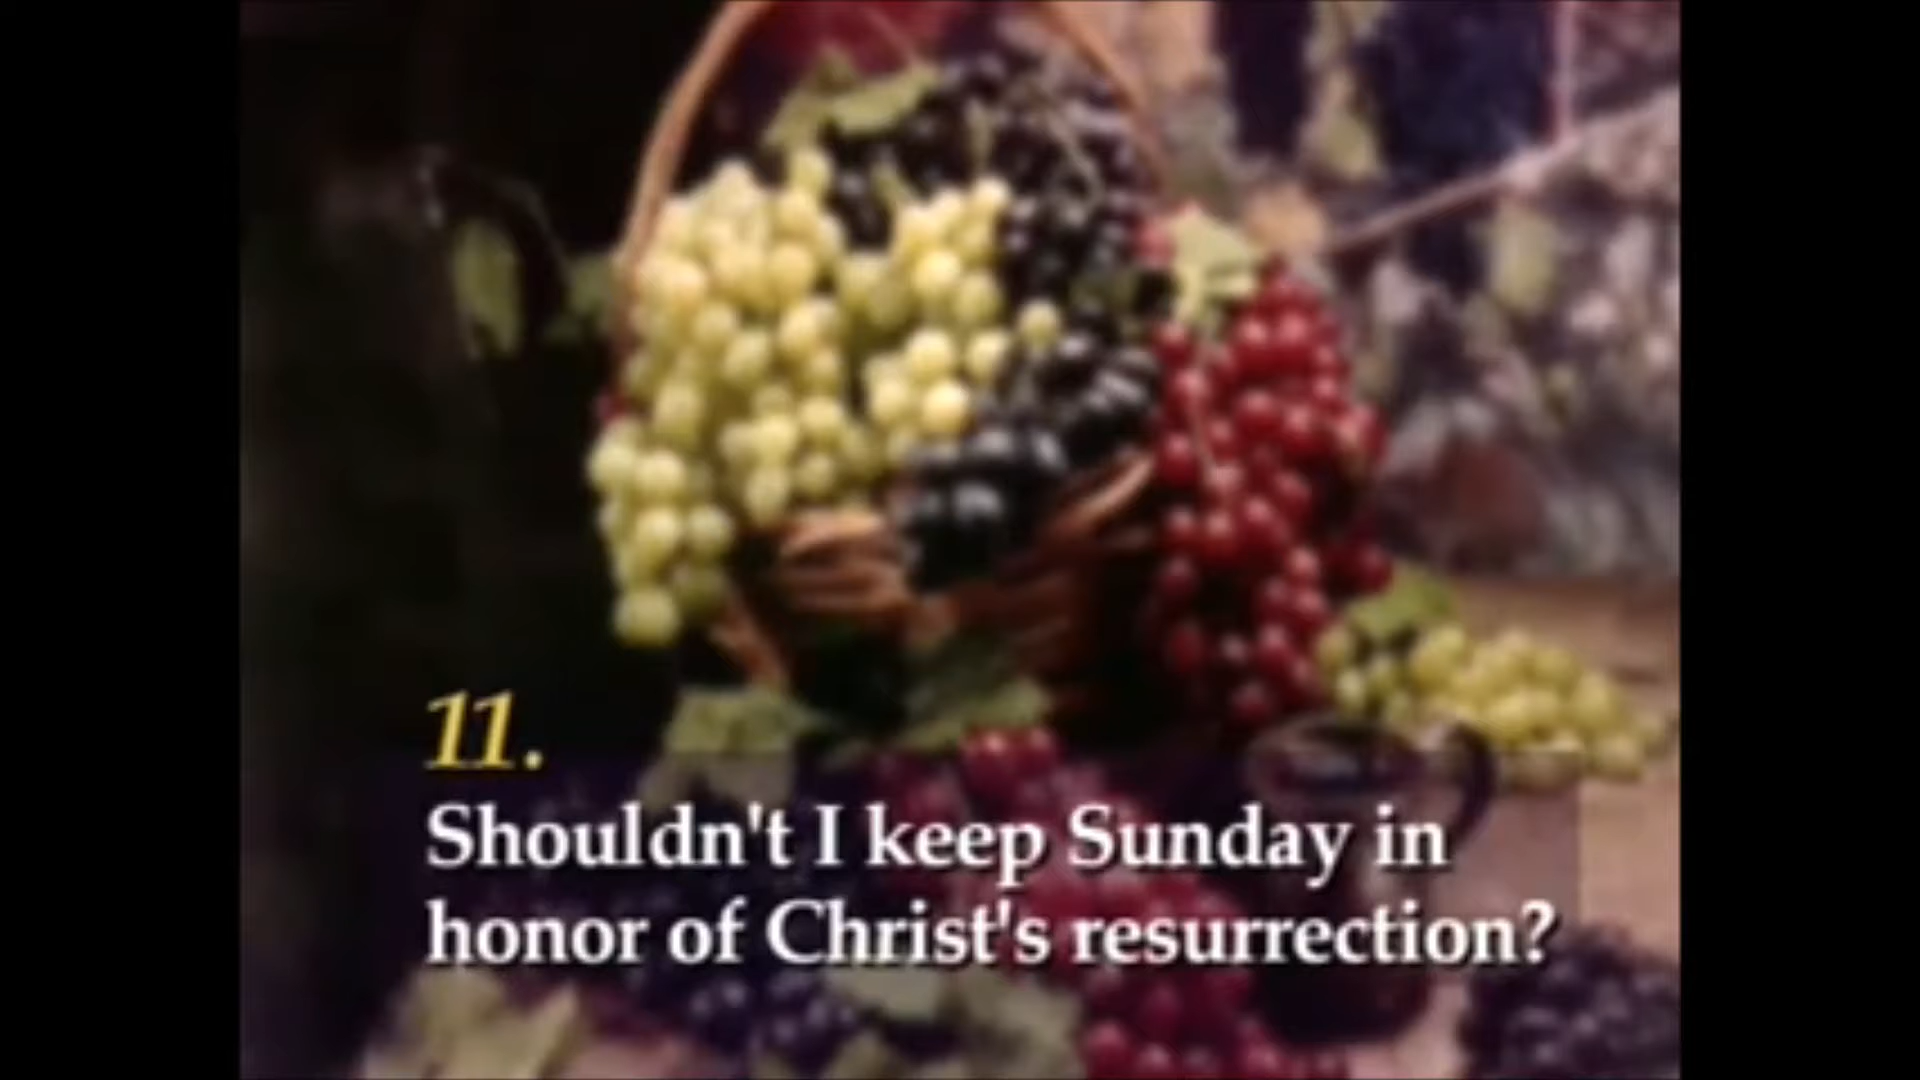 11.
Shouldn't I keep Sunday in
honor of Christ's resurrection?